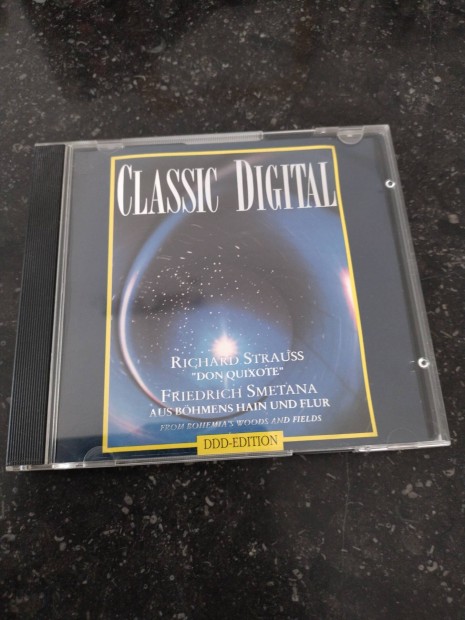 CLASSIC DIGITAL
RICHARD STRAUSS
"DON QUIXOTE"
FRIEDRICH SMETANA
AUS BÖHMENS HAIN UND FLUR
FROM BOHEMIA'S WOODS AND FIELDS
DDD-EDITION